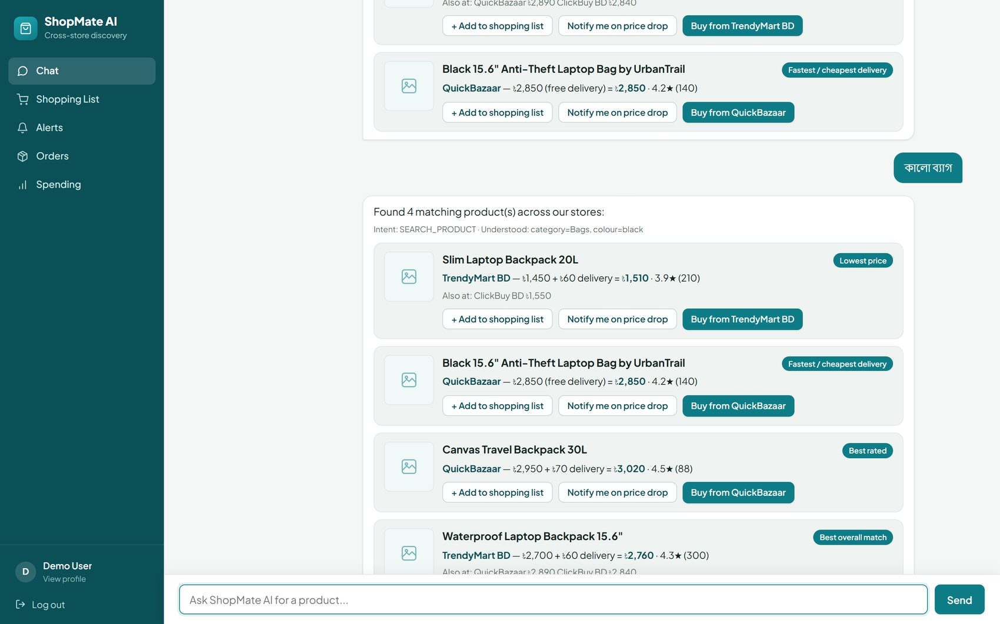 ShopMate AI
Cross-store discovery
Chat
Shopping List
Alerts
Orders
Spending
Demo User
D
View profile
Log out
Also at: QuickBazaar ৳2,890 ClickBuy BD ৳2,840
+ Add to shopping list
Notify me on price drop
Buy from TrendyMart BD
Black 15.6" Anti-Theft Laptop Bag by UrbanTrail
Fastest / cheapest delivery
QuickBazaar — ৳2,850 (free delivery) = ৳2,850 · 4.2★ (140)
+ Add to shopping list
Notify me on price drop
Buy from QuickBazaar
কালো ব্যাগ
Found 4 matching product(s) across our stores:
Intent: SEARCH_PRODUCT · Understood: category=Bags, colour=black
Slim Laptop Backpack 20L
Lowest price
TrendyMart BD — ৳1,450 + ৳60 delivery = ৳1,510 · 3.9★ (210)
Also at: ClickBuy BD ৳1,550
+ Add to shopping list
Notify me on price drop
Buy from TrendyMart BD
Black 15.6" Anti-Theft Laptop Bag by UrbanTrail
Fastest / cheapest delivery
QuickBazaar — ৳2,850 (free delivery) = ৳2,850 · 4.2★ (140)
+ Add to shopping list
Notify me on price drop
Buy from QuickBazaar
Canvas Travel Backpack 30L
Best rated
QuickBazaar — ৳2,950 + ৳70 delivery = ৳3,020 · 4.5★ (88)
+ Add to shopping list
Notify me on price drop
Buy from QuickBazaar
Waterproof Laptop Backpack 15.6"
Best overall match
TrendyMart BD — ৳2,700 + ৳60 delivery = ৳2,760 · 4.3★ (300)
Also at: QuickBazaar ৳2,890 ClickBuy BD ৳2,840
Ask ShopMate AI for a product...
Send